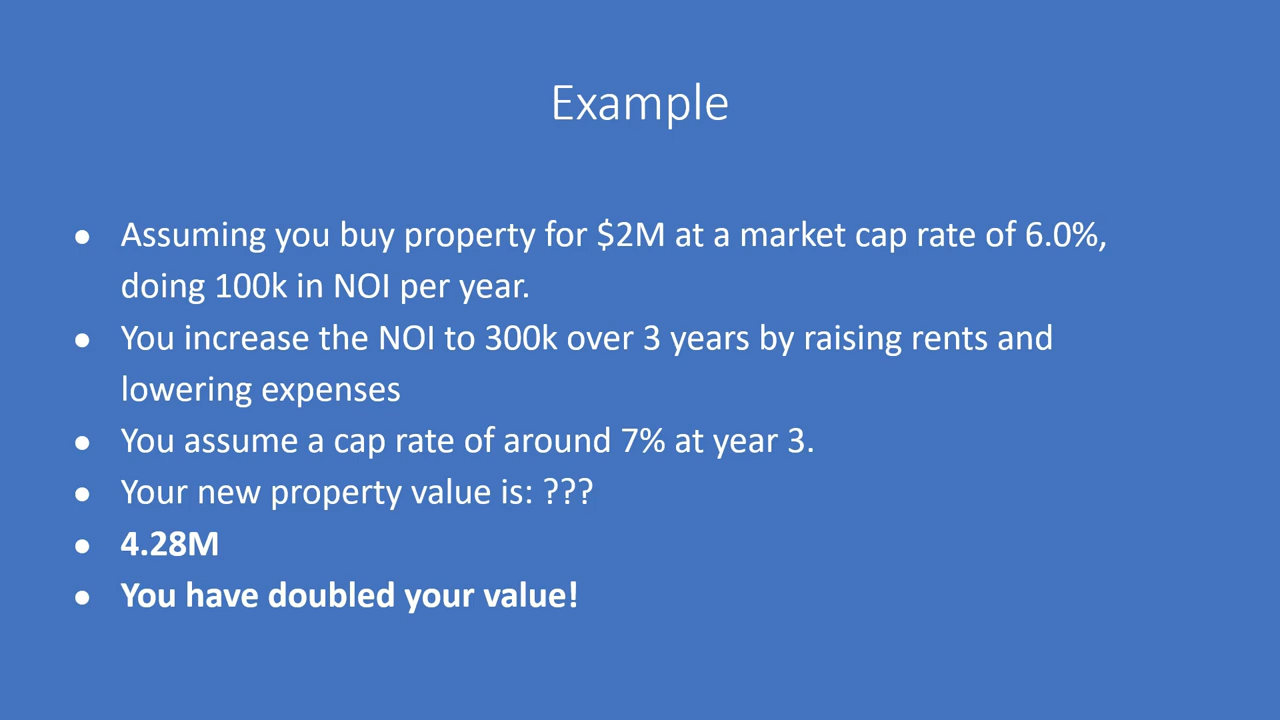 Example
● Assuming you buy property for $2M at a market cap rate of 6.0%,
doing 100k in NOI per year.
● You increase the NOI to 300k over 3 years by raising rents and
lowering expenses
● You assume a cap rate of around 7% at year 3.
● Your new property value is: ???
● 4.28M
● You have doubled your value!